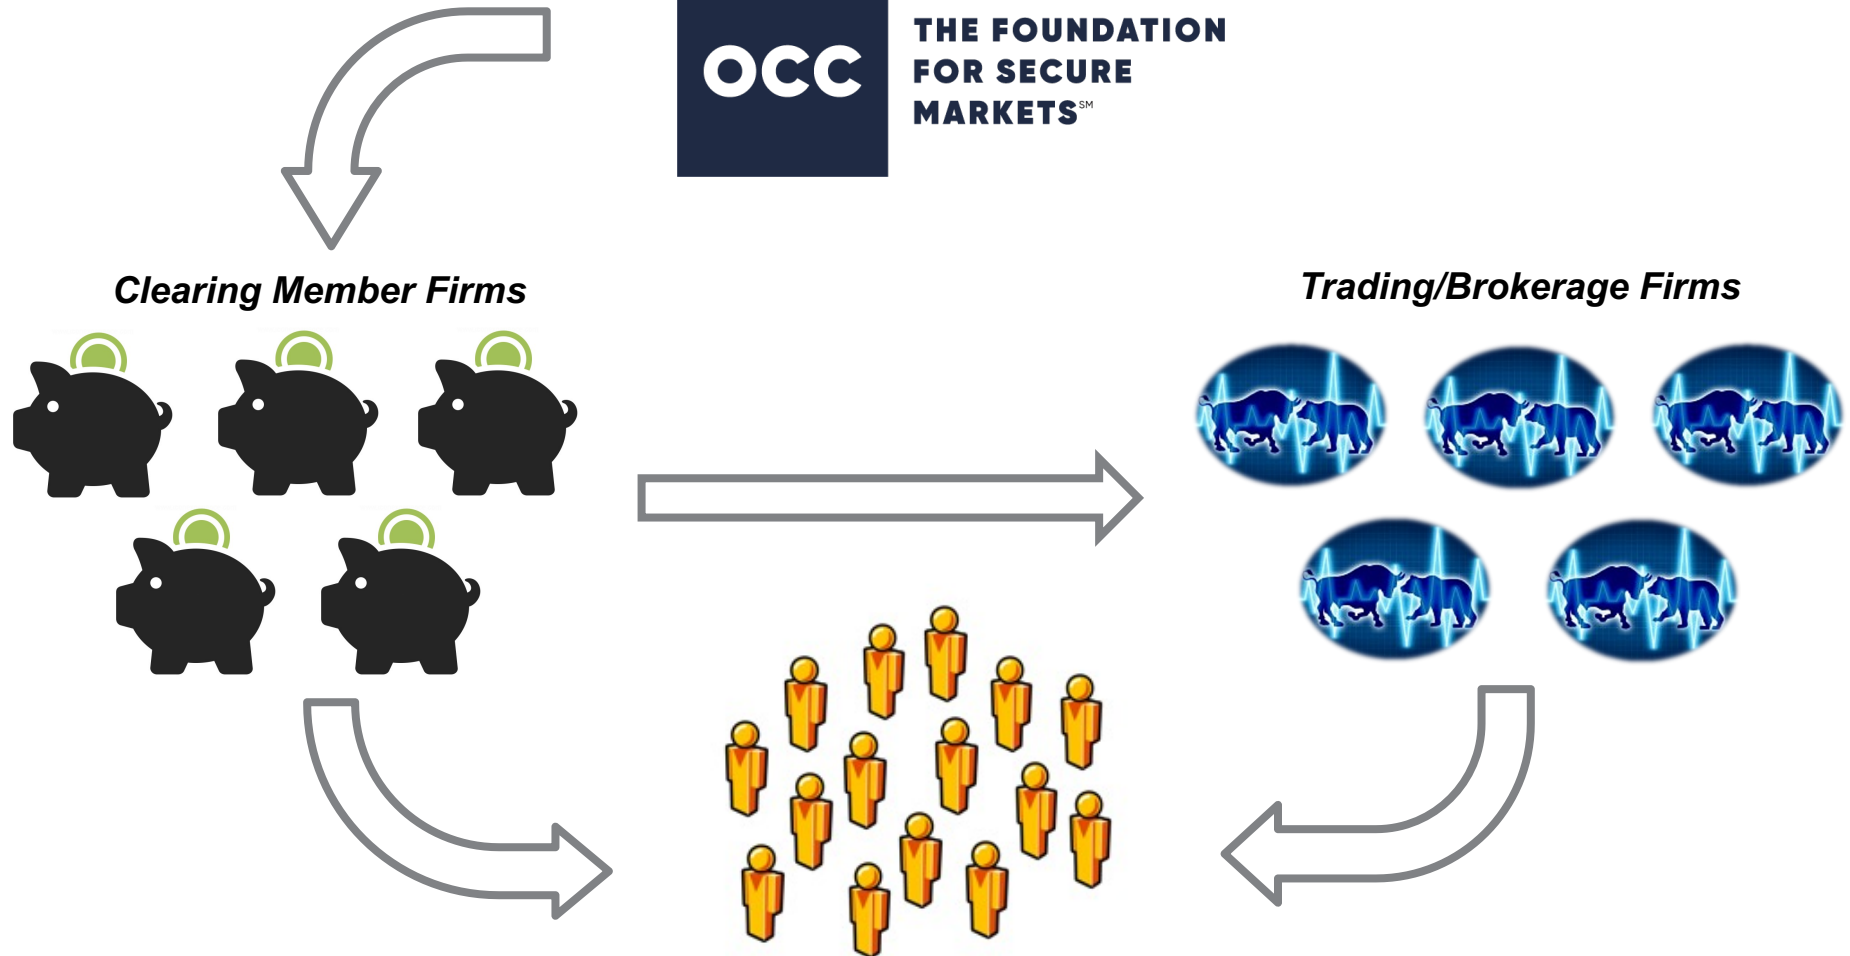 OCC
THE FOUNDATION
FOR SECURE
MARKETS℠
Clearing Member Firms
Trading/Brokerage Firms